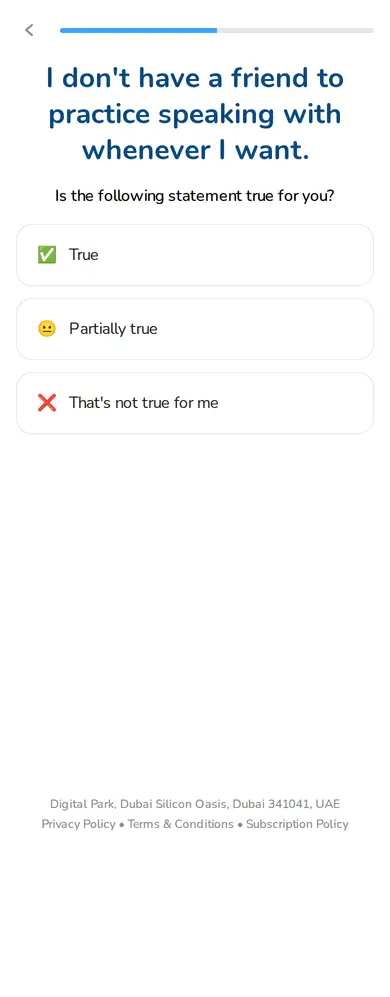 I don't have a friend to
practice speaking with
whenever I want.
Is the following statement true for you?
✅ True
😐 Partially true
❌ That's not true for me
Digital Park, Dubai Silicon Oasis, Dubai 341041, UAE
Privacy Policy • Terms & Conditions • Subscription Policy